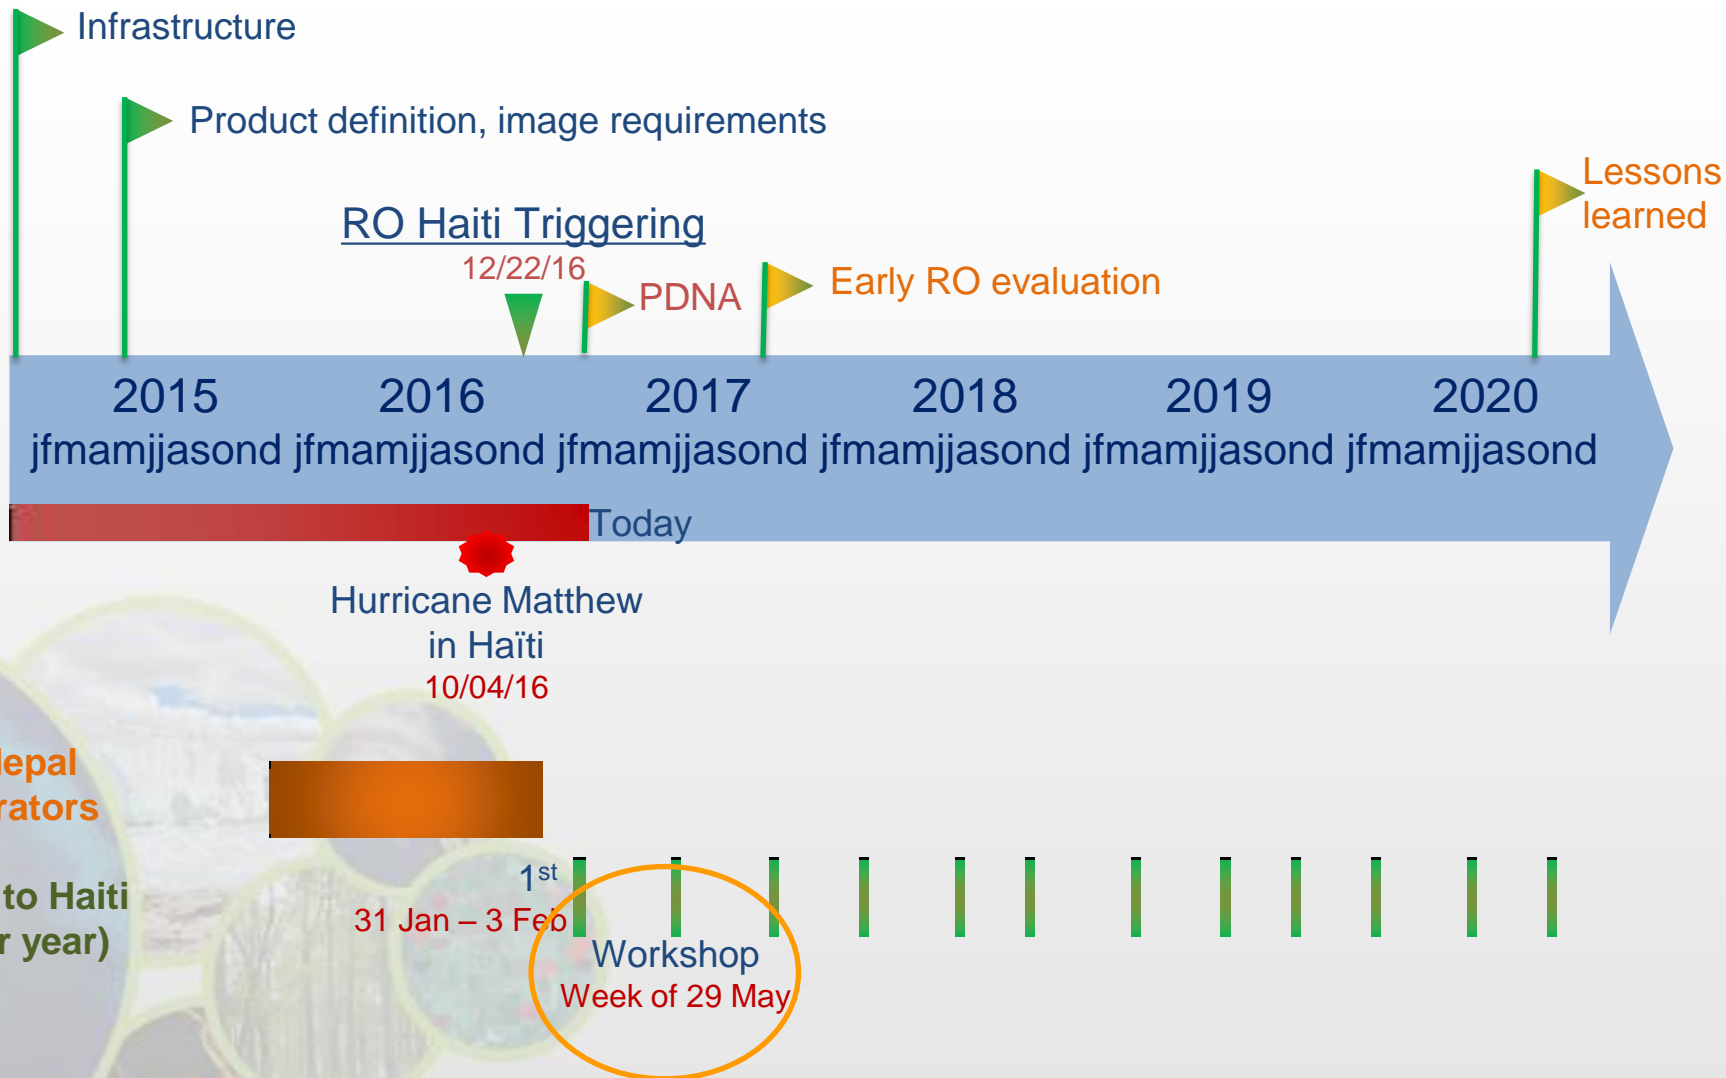 Infrastructure
Product definition, image requirements
Lessons
learned
RO Haiti Triggering
12/22/16
PDNA
Early RO evaluation
2015 2016 2017 2018 2019 2020
jfmamjjasond jfmamjjasond jfmamjjasond jfmamjjasond jfmamjjasond jfmamjjasond
Today
Hurricane Matthew
in Haïti
10/04/16
to Haiti
year)
1st
31 Jan – 3 Feb
Workshop
Week of 29 May